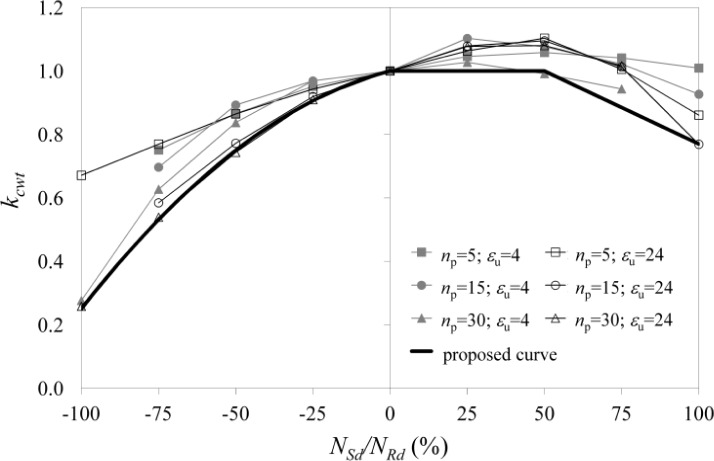 1.2
1.0
0.8
0.6
0.4
0.2
0.0
k_cwt
n_p=5; ε_u=4
n_p=5; ε_u=24
n_p=15; ε_u=4
n_p=15; ε_u=24
n_p=30; ε_u=4
n_p=30; ε_u=24
proposed curve
-100 -75 -50 -25 0 25 50 75 100
N_Sd/N_Rd (%)